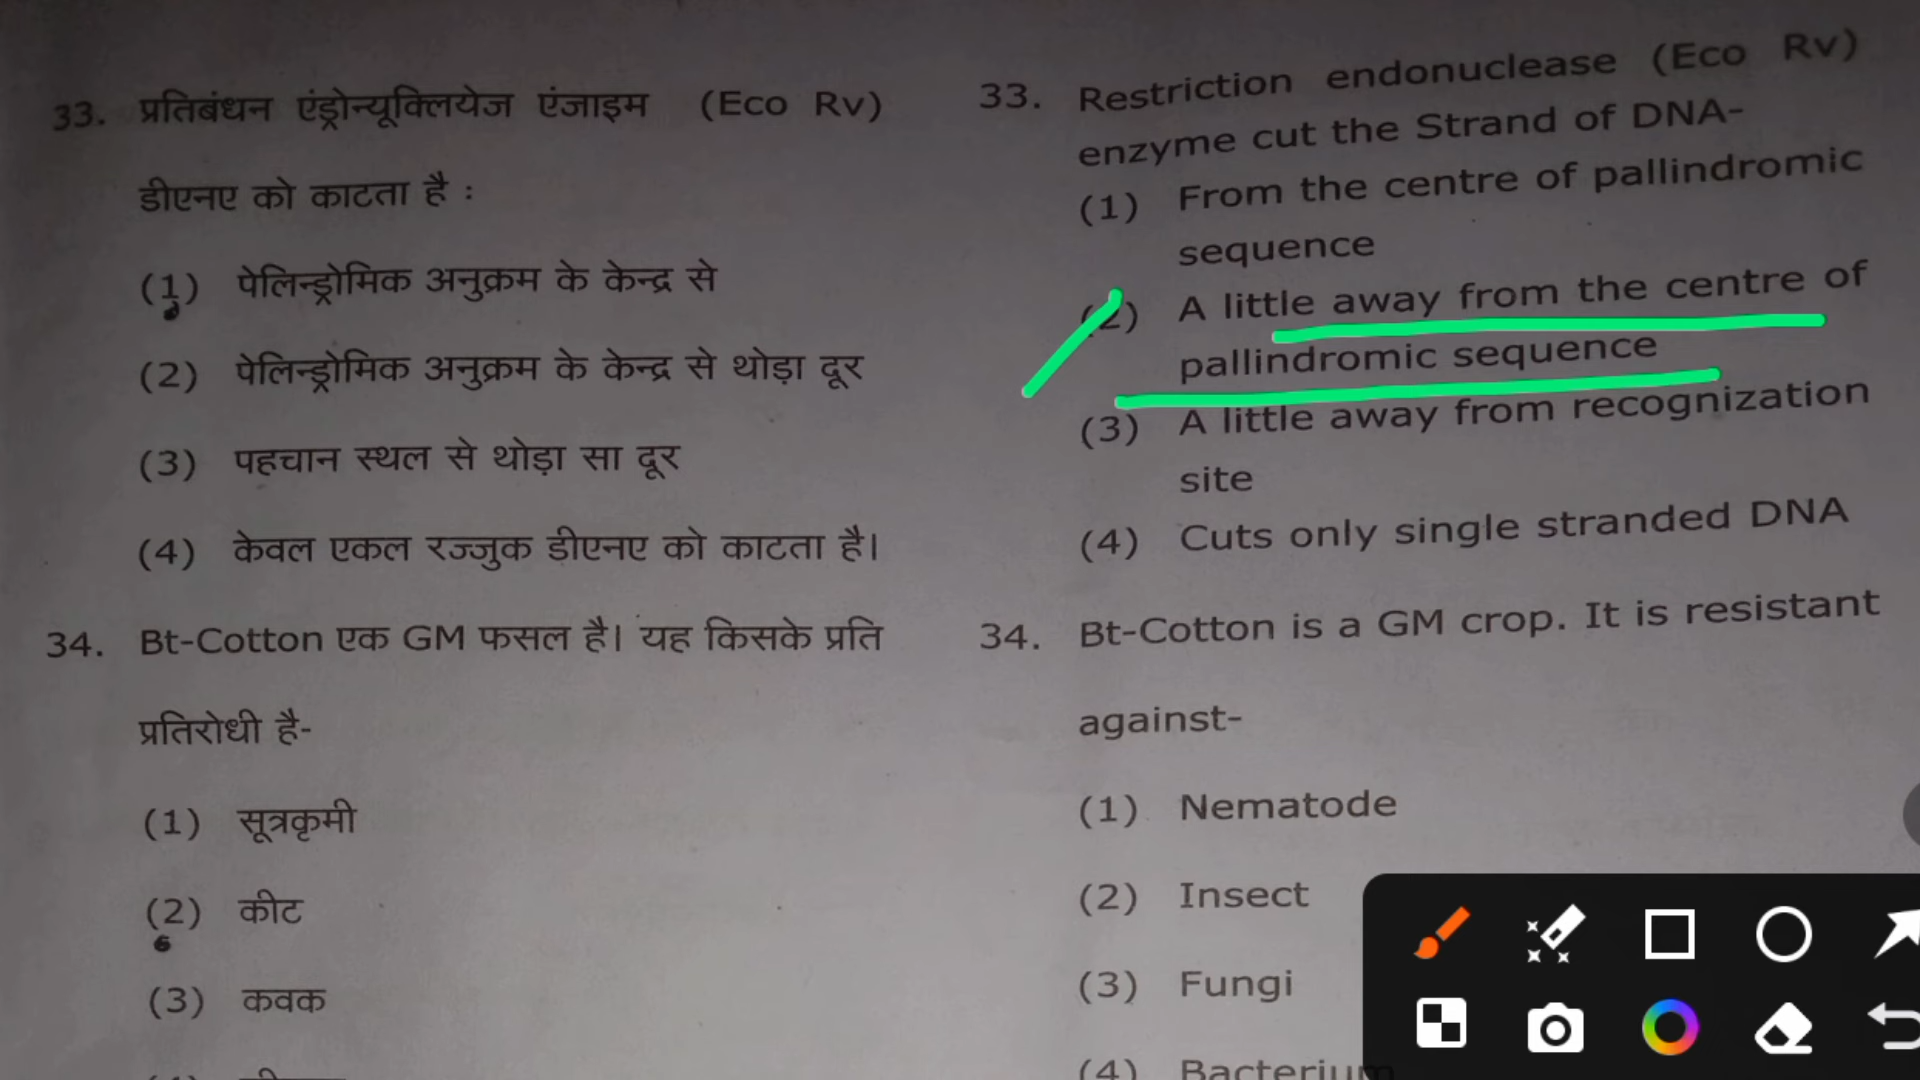 33. प्रतिबंधन एंड्रोन्यूक्लियेज एंजाइम (Eco Rv)
डीएनए को काटता है :
(1) पेलिन्ड्रोमिक अनुक्रम के केन्द्र से
(2) पेलिन्ड्रोमिक अनुक्रम के केन्द्र से थोड़ा दूर
(3) पहचान स्थल से थोड़ा सा दूर
(4) केवल एकल रज्जुक डीएनए को काटता है।
34. Bt-Cotton एक GM फसल है। यह किसके प्रति
प्रतिरोधी है-
(1) सूत्रकृमी
(2) कीट
(3) कवक
33. Restriction endonuclease (Eco Rv)
enzyme cut the Strand of DNA-
(1) From the centre of pallindromic
sequence
(2) A little away from the centre of
pallindromic sequence
(3) A little away from recognization
site
(4) Cuts only single stranded DNA
34. Bt-Cotton is a GM crop. It is resistant
against-
(1) Nematode
(2) Insect
(3) Fungi
(4) Bacterium